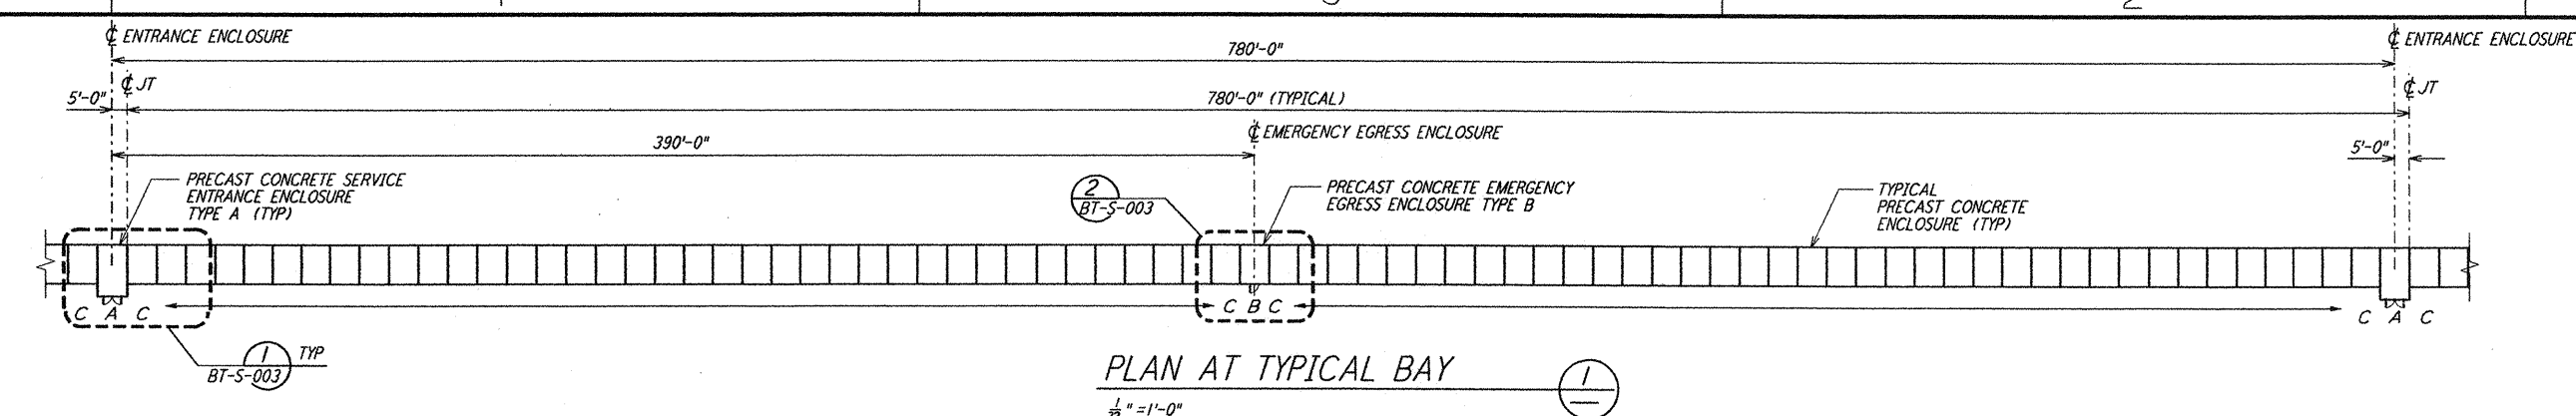 ℄ ENTRANCE ENCLOSURE
780'-0"
℄ ENTRANCE ENCLOSURE
℄ JT
℄ JT
5'-0"
780'-0" (TYPICAL)
℄ EMERGENCY EGRESS ENCLOSURE
390'-0"
5'-0"
PRECAST CONCRETE SERVICE
ENTRANCE ENCLOSURE
TYPE A (TYP)
2
BT-S-003
PRECAST CONCRETE EMERGENCY
EGRESS ENCLOSURE TYPE B
TYPICAL
PRECAST CONCRETE
ENCLOSURE (TYP)
C A C
C B C
C A C
1 TYP
BT-S-003
PLAN AT TYPICAL BAY
1